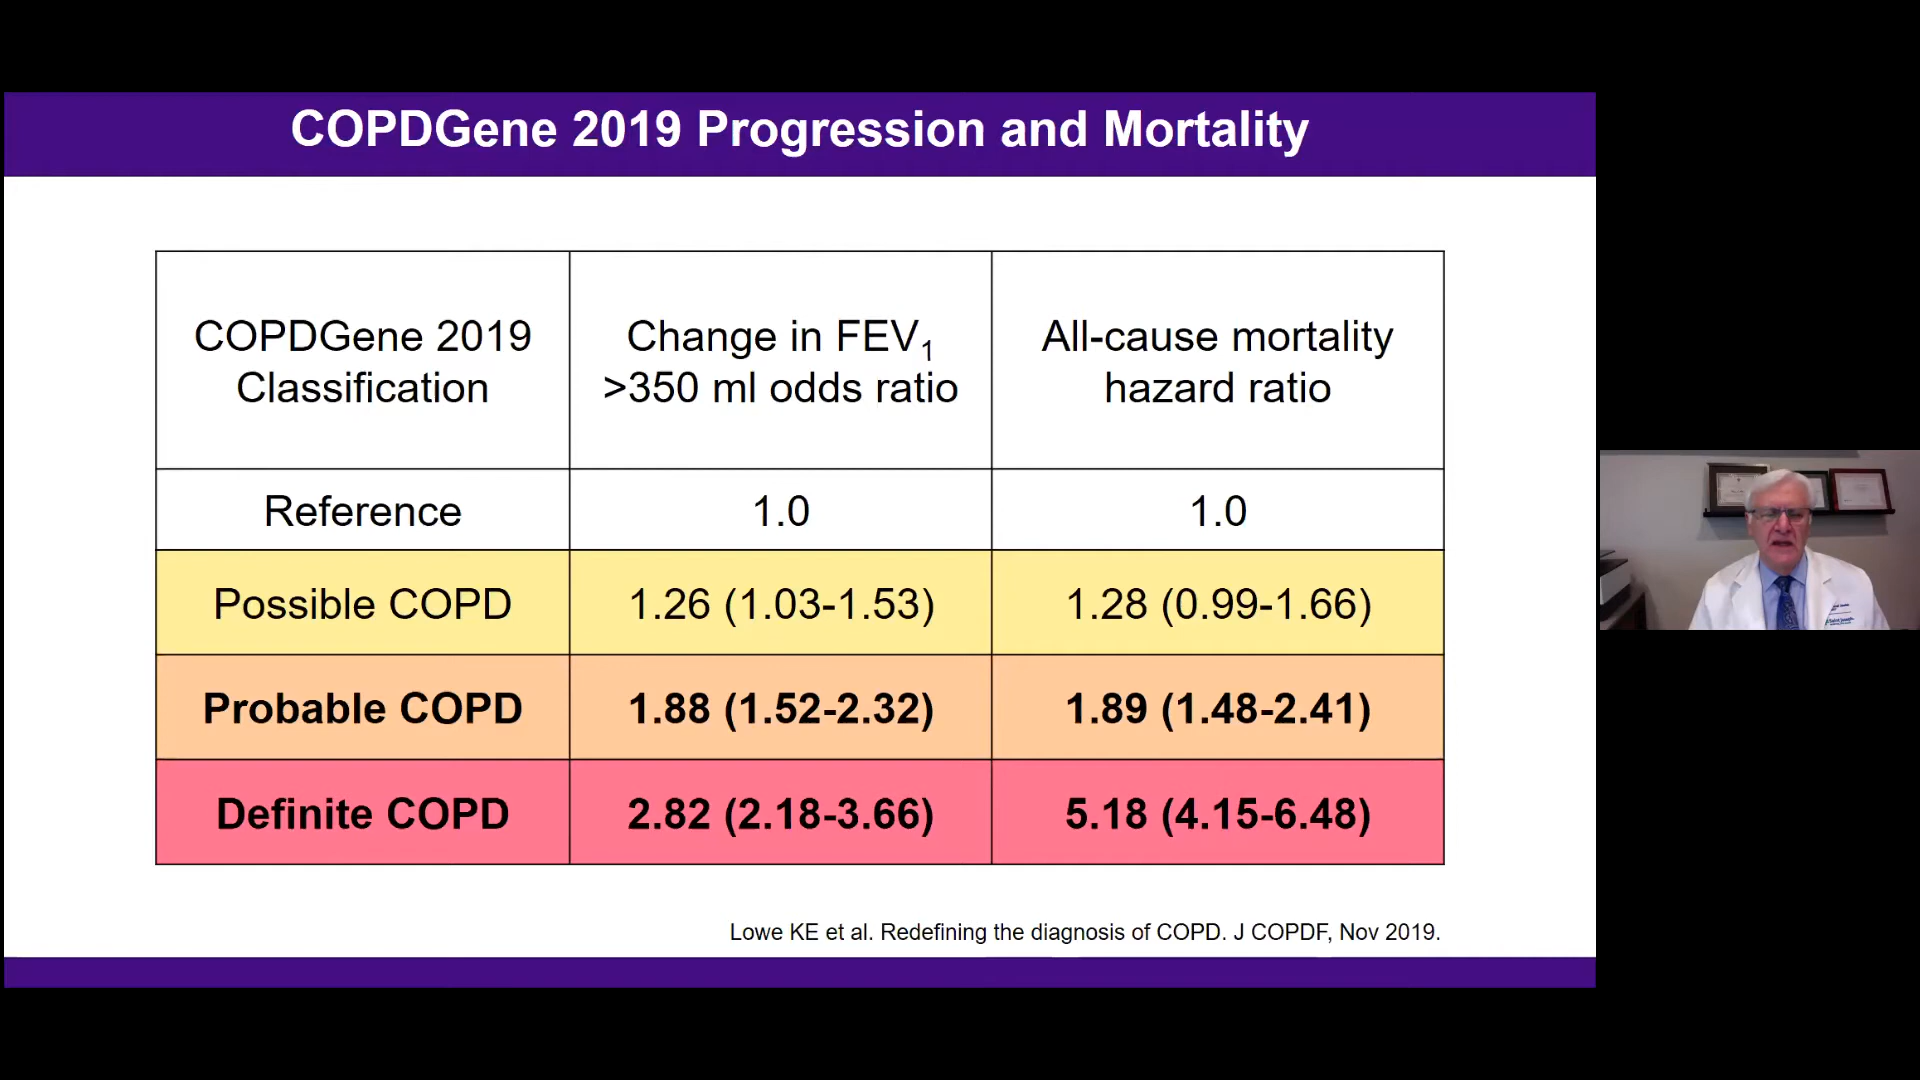 COPDGene 2019 Progression and Mortality
COPDGene 2019
Classification
Change in FEV1
>350 ml odds ratio
All-cause mortality
hazard ratio
Reference
1.0
1.0
Possible COPD
1.26 (1.03-1.53)
1.28 (0.99-1.66)
Probable COPD
1.88 (1.52-2.32)
1.89 (1.48-2.41)
Definite COPD
2.82 (2.18-3.66)
5.18 (4.15-6.48)
Lowe KE et al. Redefining the diagnosis of COPD. J COPDF, Nov 2019.